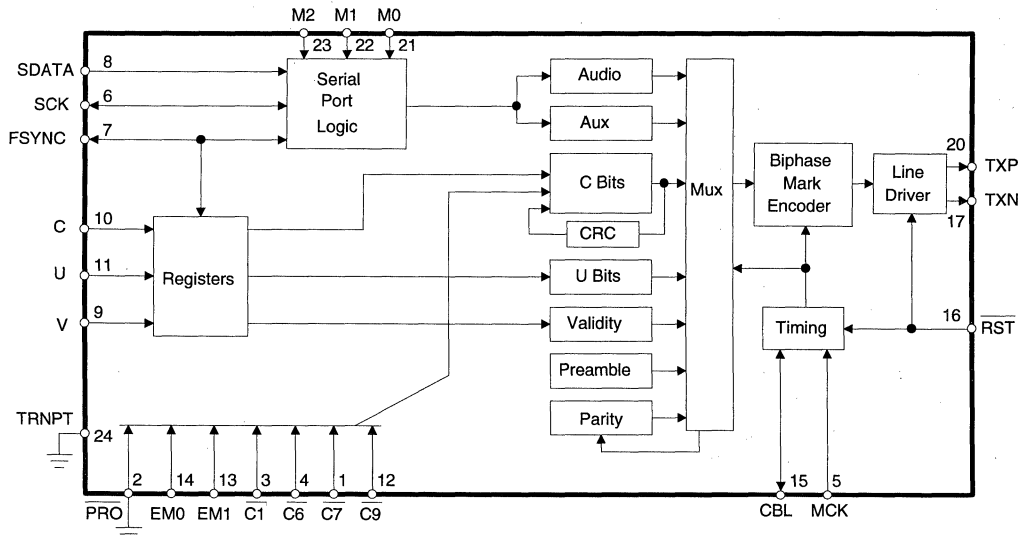 M2 M1 M0
23 22 21
SDATA 8
SCK 6
FSYNC 7
Serial
Port
Logic
Audio
Aux
C Bits
CRC
U Bits
Validity
Preamble
Parity
Mux
Biphase
Mark
Encoder
Line
Driver
20 TXP
TXN
17
C 10
U 11
V 9
Registers
Timing
16 RST
TRNPT
24
2 14 13 3 4 1 12
PRO EM0 EM1 C1 C6 C7 C9
15 5
CBL MCK